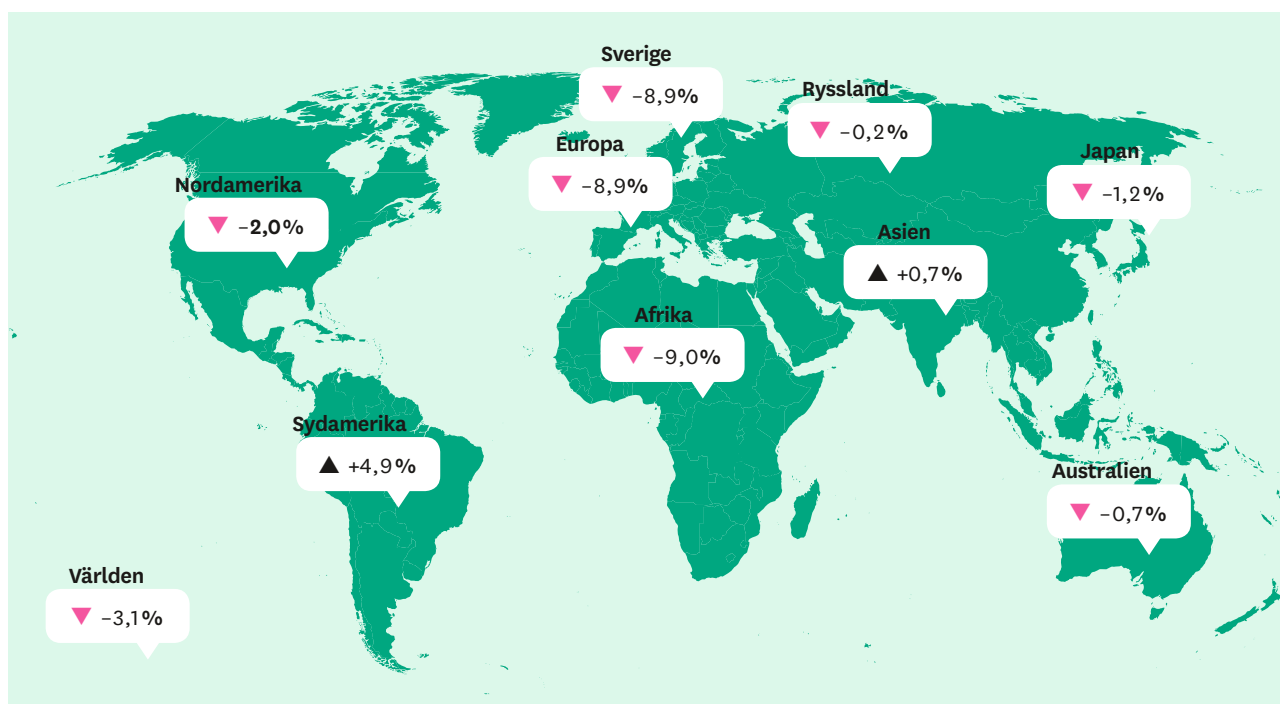 Sverige
▼ –8,9%
Ryssland
▼ –0,2%
Europa
▼ –8,9%
Japan
▼ –1,2%
Nordamerika
▼ –2,0%
Asien
▲ +0,7%
Afrika
▼ –9,0%
Sydamerika
▲ +4,9%
Australien
▼ –0,7%
Världen
▼ –3,1%